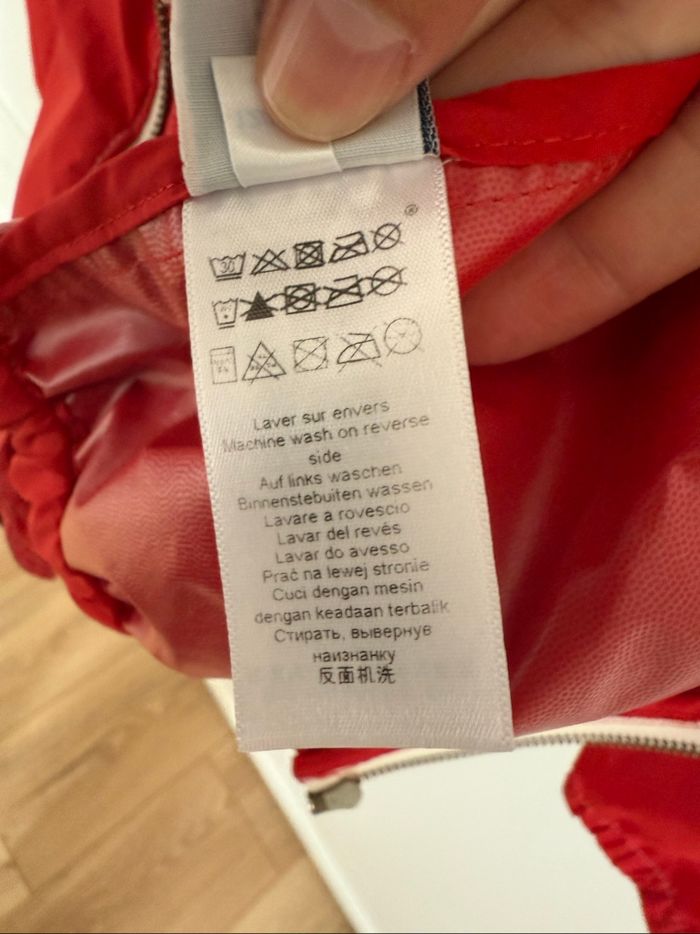 ®
30
Laver sur envers
Machine wash on reverse
side
Auf links waschen
Binnenstebuiten wassen
Lavare a rovescio
Lavar del revés
Lavar do avesso
Prać na lewej stronie
Cuci dengan mesin
dengan keadaan terbalik
Стирать, вывернув
наизнанку
反面机洗